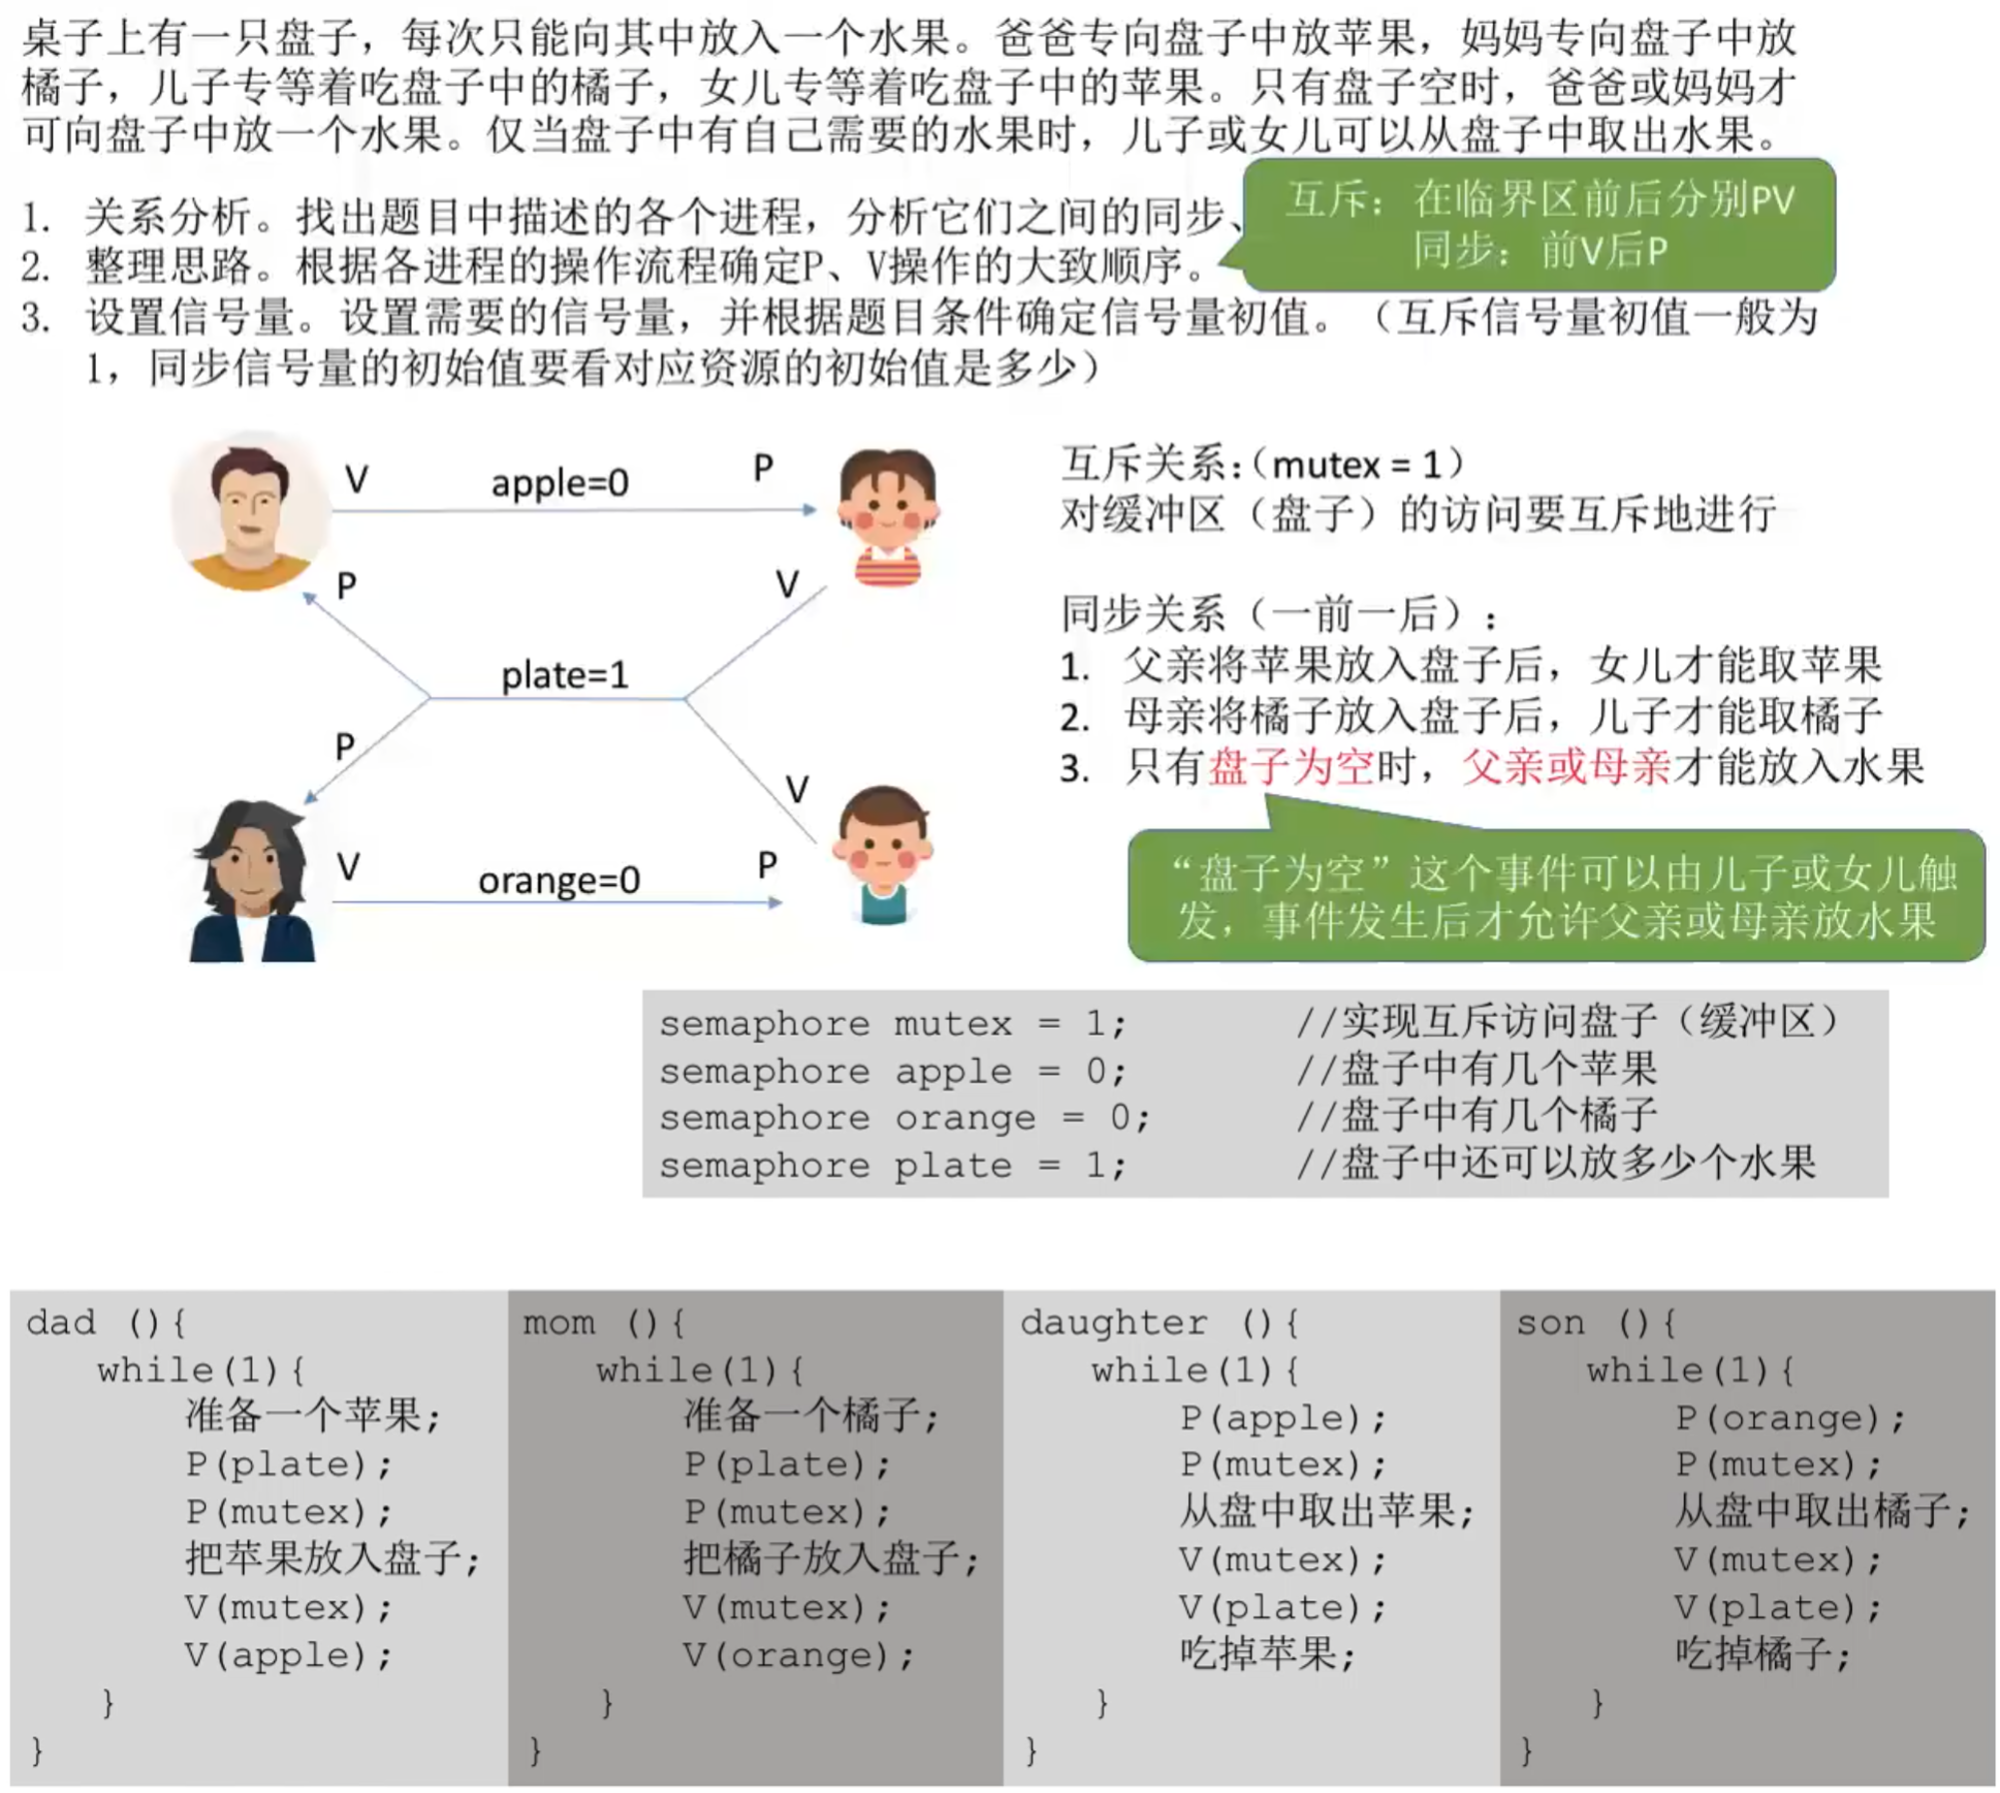 桌子上有一只盘子，每次只能向其中放入一个水果。爸爸专向盘子中放苹果，妈妈专向盘子中放
橘子，儿子专等着吃盘子中的橘子，女儿专等着吃盘子中的苹果。只有盘子空时，爸爸或妈妈才
可向盘子中放一个水果。仅当盘子中有自己需要的水果时，儿子或女儿可以从盘子中取出水果。
互斥：在临界区前后分别PV
同步：前V后P
1. 关系分析。找出题目中描述的各个进程，分析它们之间的同步、
2. 整理思路。根据各进程的操作流程确定P、V操作的大致顺序。
3. 设置信号量。设置需要的信号量，并根据题目条件确定信号量初值。（互斥信号量初值一般为
1，同步信号量的初始值要看对应资源的初始值是多少）
V apple=0 P
P V
plate=1
P V
V orange=0 P
互斥关系：（mutex = 1）
对缓冲区（盘子）的访问要互斥地进行
同步关系（一前一后）：
1. 父亲将苹果放入盘子后，女儿才能取苹果
2. 母亲将橘子放入盘子后，儿子才能取橘子
3. 只有盘子为空时，父亲或母亲才能放入水果
“盘子为空”这个事件可以由儿子或女儿触
发，事件发生后才允许父亲或母亲放水果
semaphore mutex = 1; //实现互斥访问盘子（缓冲区）
semaphore apple = 0; //盘子中有几个苹果
semaphore orange = 0; //盘子中有几个橘子
semaphore plate = 1; //盘子中还可以放多少个水果
dad (){
while(1){
准备一个苹果;
P(plate);
P(mutex);
把苹果放入盘子;
V(mutex);
V(apple);
}
}
mom (){
while(1){
准备一个橘子;
P(plate);
P(mutex);
把橘子放入盘子;
V(mutex);
V(orange);
}
}
daughter (){
while(1){
P(apple);
P(mutex);
从盘中取出苹果;
V(mutex);
V(plate);
吃掉苹果;
}
}
son (){
while(1){
P(orange);
P(mutex);
从盘中取出橘子;
V(mutex);
V(plate);
吃掉橘子;
}
}